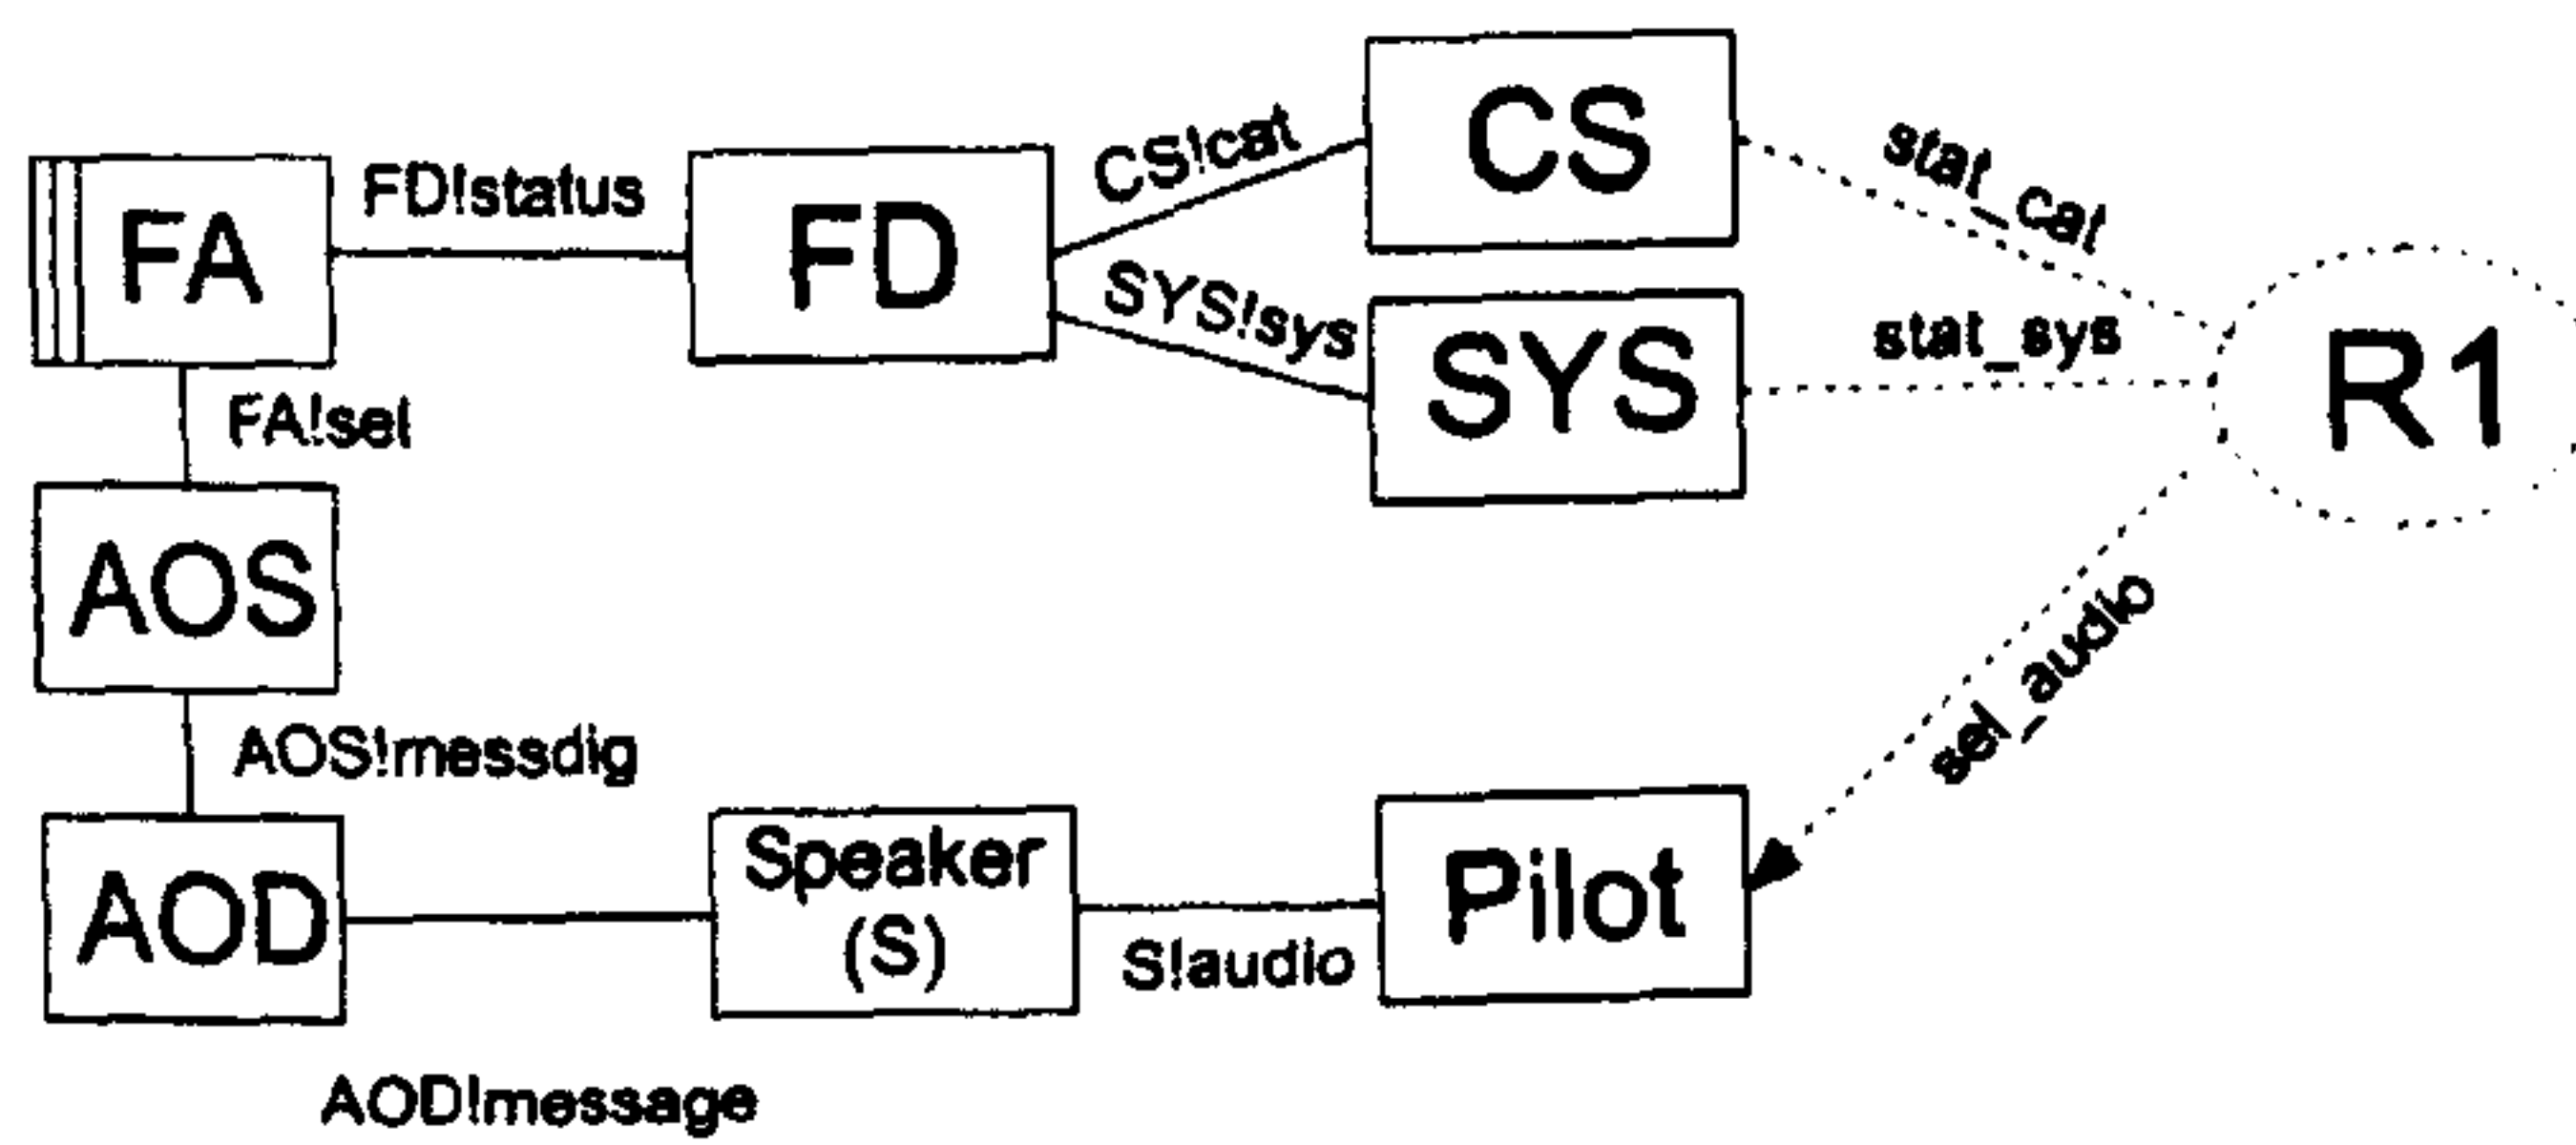 CS
CS!cat
stat_cat
FA
FD!status
FD
SYS!sys
SYS
stat_sys
R1
FA!sel
AOS
sel_audio
AOS!messdig
AOD
Speaker
(S)
S!audio
Pilot
AOD!message